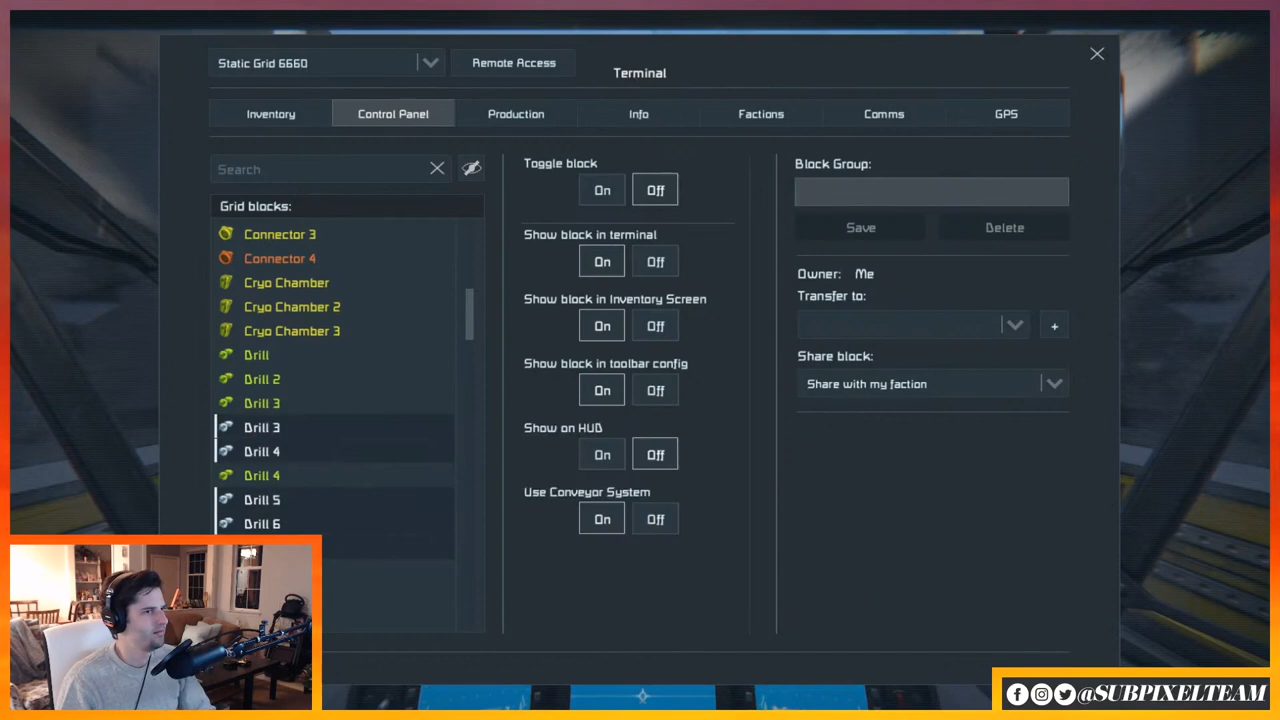 Static Grid 6660
Remote Access
Terminal
Inventory
Control Panel
Production
Info
Factions
Comms
GPS
Search
Grid blocks:
Connector 3
Connector 4
Cryo Chamber
Cryo Chamber 2
Cryo Chamber 3
Drill
Drill 2
Drill 3
Drill 3
Drill 4
Drill 4
Drill 5
Drill 6
Toggle block
On Off
Show block in terminal
On Off
Show block in Inventory Screen
On Off
Show block in toolbar config
On Off
Show on HUD
On Off
Use Conveyor System
On Off
Block Group:
Save Delete
Owner: Me
Transfer to:
+
Share block:
Share with my faction
@SUBPIXELTEAM